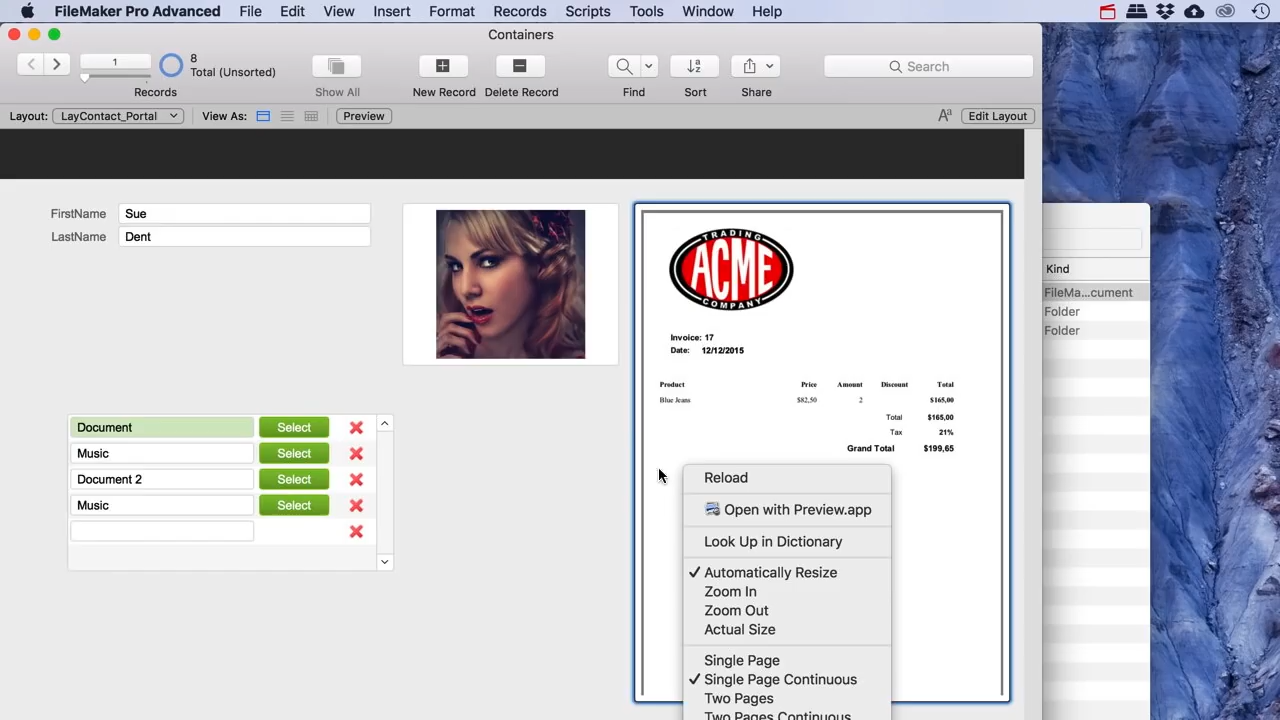 FileMaker Pro Advanced File Edit View Insert Format Records Scripts Tools Window Help
Containers
1
8
Total (Unsorted)
Records
Show All
New Record
Delete Record
Find
Sort
Share
Search
Layout: LayContact_Portal View As: Preview Aa Edit Layout
FirstName Sue
LastName Dent
TRADING
ACME
COMPANY
Invoice: 17
Date: 12/12/2015
Product Price Amount Discount Total
Blue Jeans $82,50 2 $165,00
Total $165,00
Tax 21%
Grand Total $199,65
Document Select
Music Select
Document 2 Select
Music Select
Reload
Open with Preview.app
Look Up in Dictionary
✓ Automatically Resize
Zoom In
Zoom Out
Actual Size
Single Page
✓ Single Page Continuous
Two Pages
Two Pages Continuous
Kind
FileMa...cument
Folder
Folder